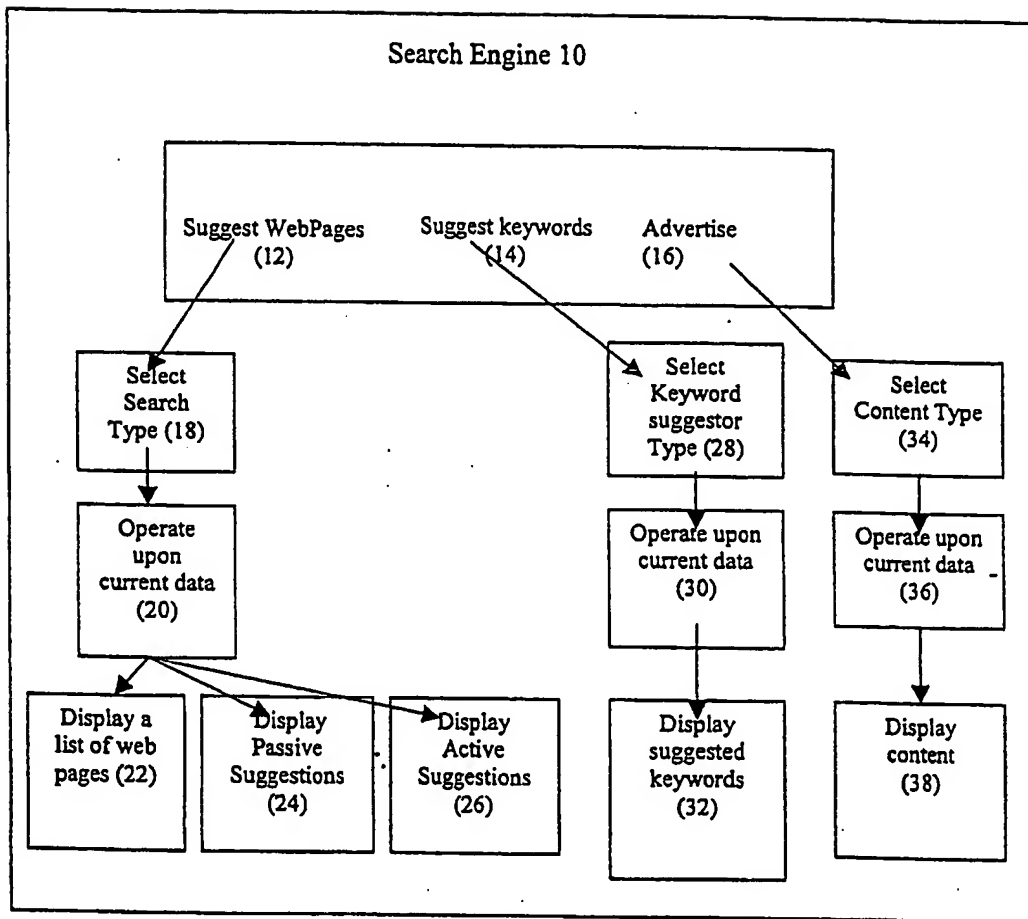 Search Engine 10
Suggest WebPages
(12)
Suggest keywords
(14)
Advertise
(16)
Select
Search
Type (18)
Select
Keyword
suggestor
Type (28)
Select
Content Type
(34)
Operate
upon
current data
(20)
Operate upon
current data
(30)
Operate upon
current data
(36)
Display a
list of web
pages (22)
Display
Passive
Suggestions
(24)
Display
Active
Suggestions
(26)
Display
suggested
keywords
(32)
Display
content
(38)